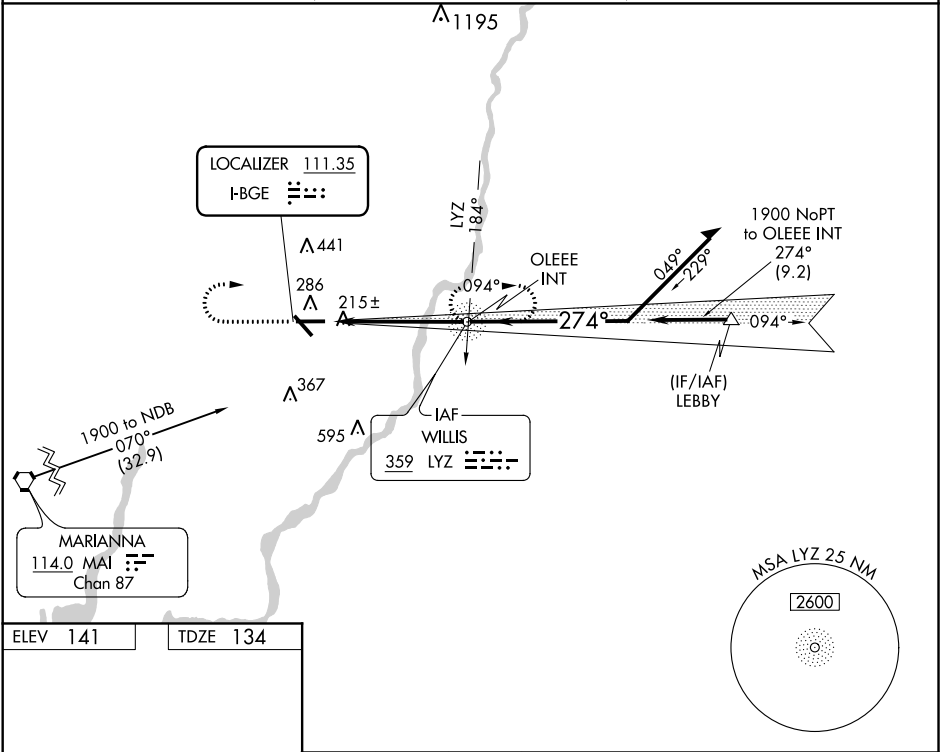 1195
LOCALIZER 111.35
I-BGE
LYZ
184°
1900 NoPT
to OLEEE INT
274°
(9.2)
441
OLEEE
INT
049°
229°
286
215±
094°
274°
094°
(IF/IAF)
LEBBY
367
IAF
WILLIS
359 LYZ
595
1900 to NDB
070°
(32.9)
MARIANNA
114.0 MAI
Chan 87
MSA LYZ 25 NM
2600
ELEV 141
TDZE 134